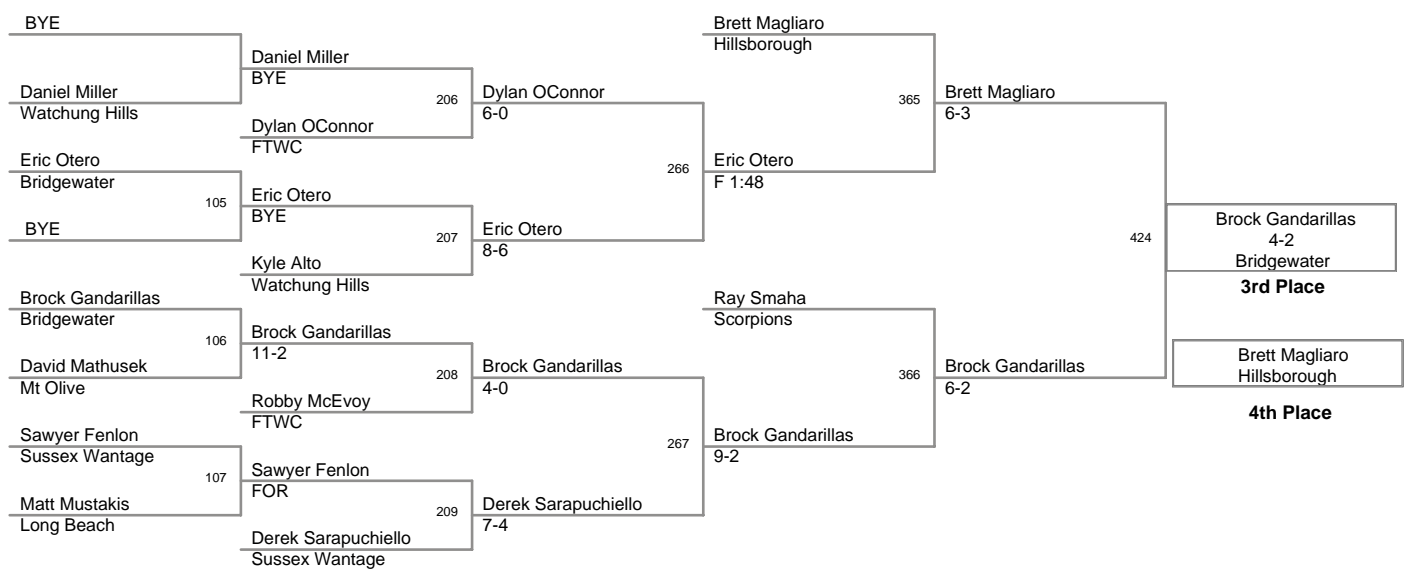 BYE
Daniel Miller
Watchung Hills
Eric Otero
Bridgewater
105
BYE
Brock Gandarillas
Bridgewater
106
David Mathusek
Mt Olive
Sawyer Fenlon
Sussex Wantage
107
Matt Mustakis
Long Beach
Daniel Miller
BYE
206
Dylan OConnor
FTWC
Eric Otero
BYE
207
Kyle Alto
Watchung Hills
Brock Gandarillas
11-2
208
Robby McEvoy
FTWC
Sawyer Fenlon
FOR
209
Derek Sarapuchiello
Sussex Wantage
Dylan OConnor
6-0
266
Eric Otero
8-6
Brock Gandarillas
4-0
267
Derek Sarapuchiello
7-4
Brett Magliaro
Hillsborough
365
Eric Otero
F 1:48
Ray Smaha
Scorpions
366
Brock Gandarillas
9-2
Brett Magliaro
6-3
424
Brock Gandarillas
6-2
Brock Gandarillas
4-2
Bridgewater
3rd Place
Brett Magliaro
Hillsborough
4th Place